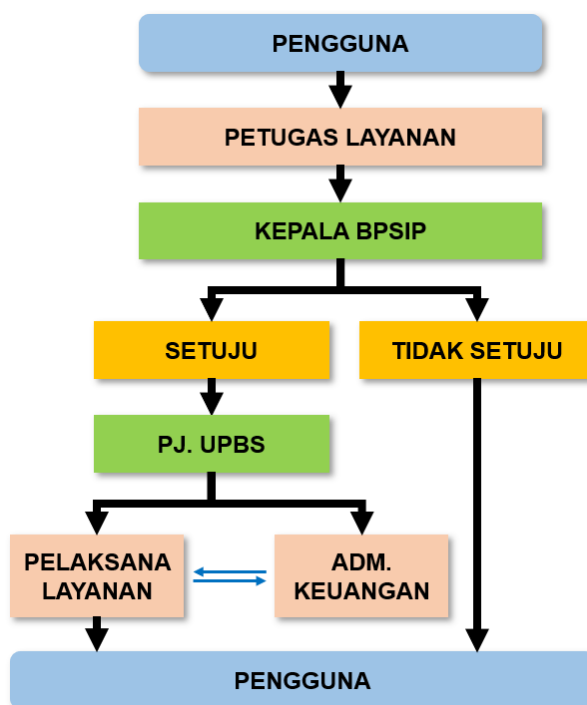 PENGGUNA
PETUGAS LAYANAN
KEPALA BPSIP
SETUJU
TIDAK SETUJU
PJ. UPBS
PELAKSANA
LAYANAN
ADM.
KEUANGAN
PENGGUNA